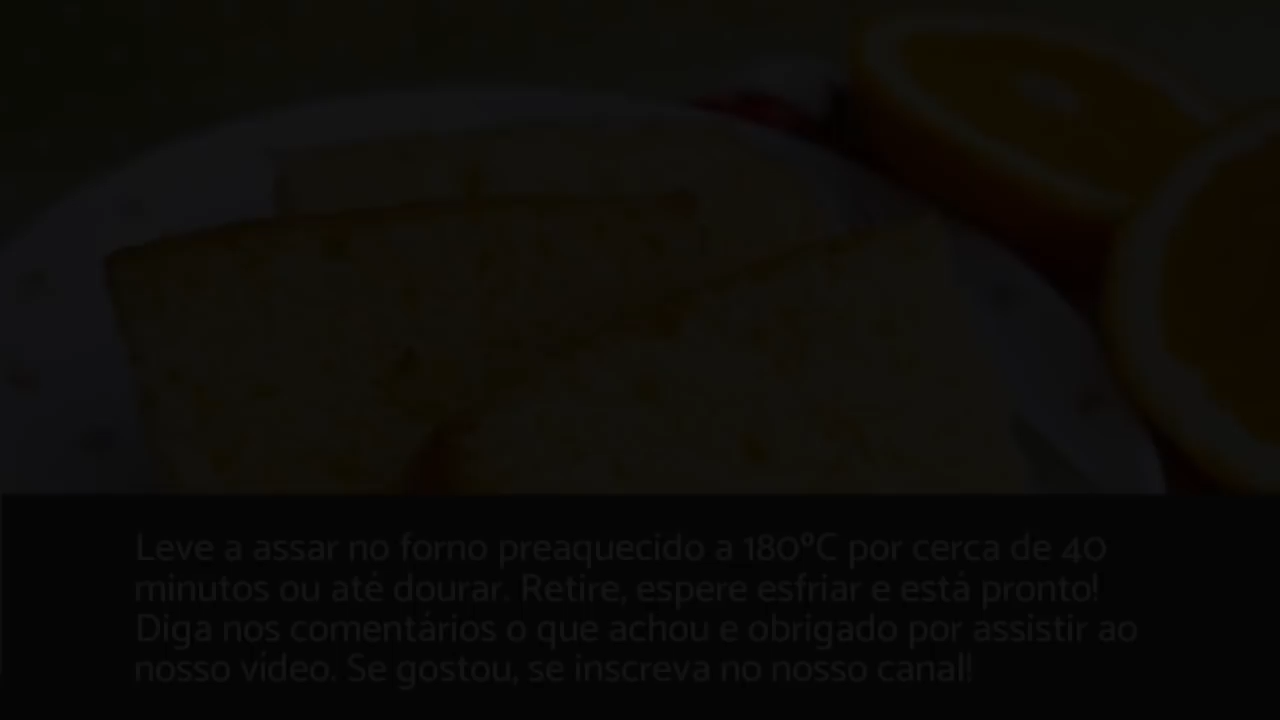 Leve a assar no forno preaquecido a 180°C por cerca de 40
minutos ou até dourar. Retire, espere esfriar e está pronto!
Diga nos comentários o que achou e obrigado por assistir ao
nosso vídeo. Se gostou, se inscreva no nosso canal!